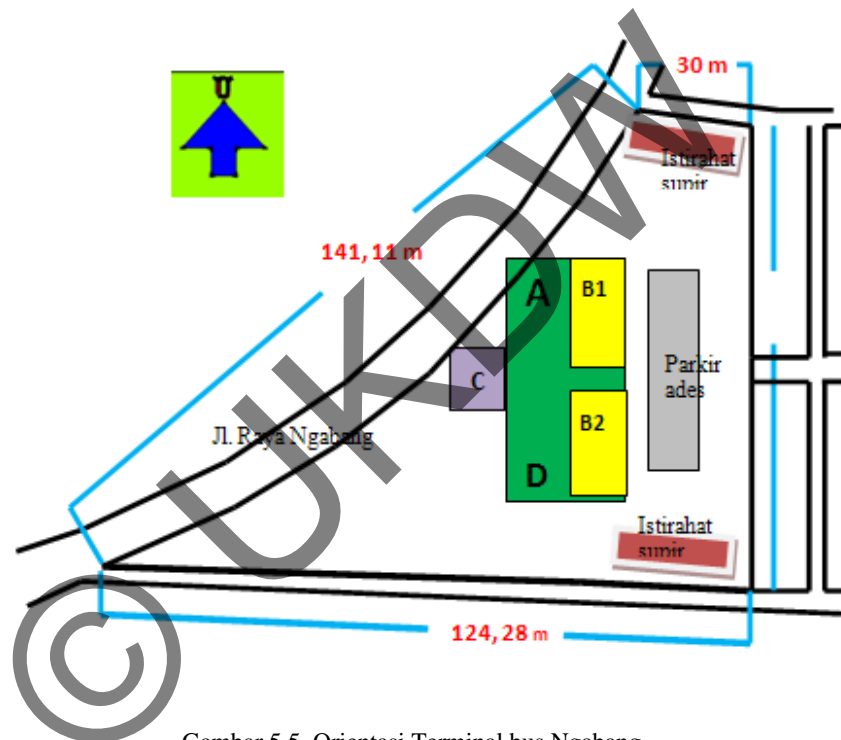 U
30 m
Istirahat
supir
141, 11 m
A
B1
C
Parkir
ades
B2
Jl. Raya Ngabang
D
Istirahat
supir
124, 28 m
© UKDW
Gambar 5.5. Orientasi Terminal bus Ngabang